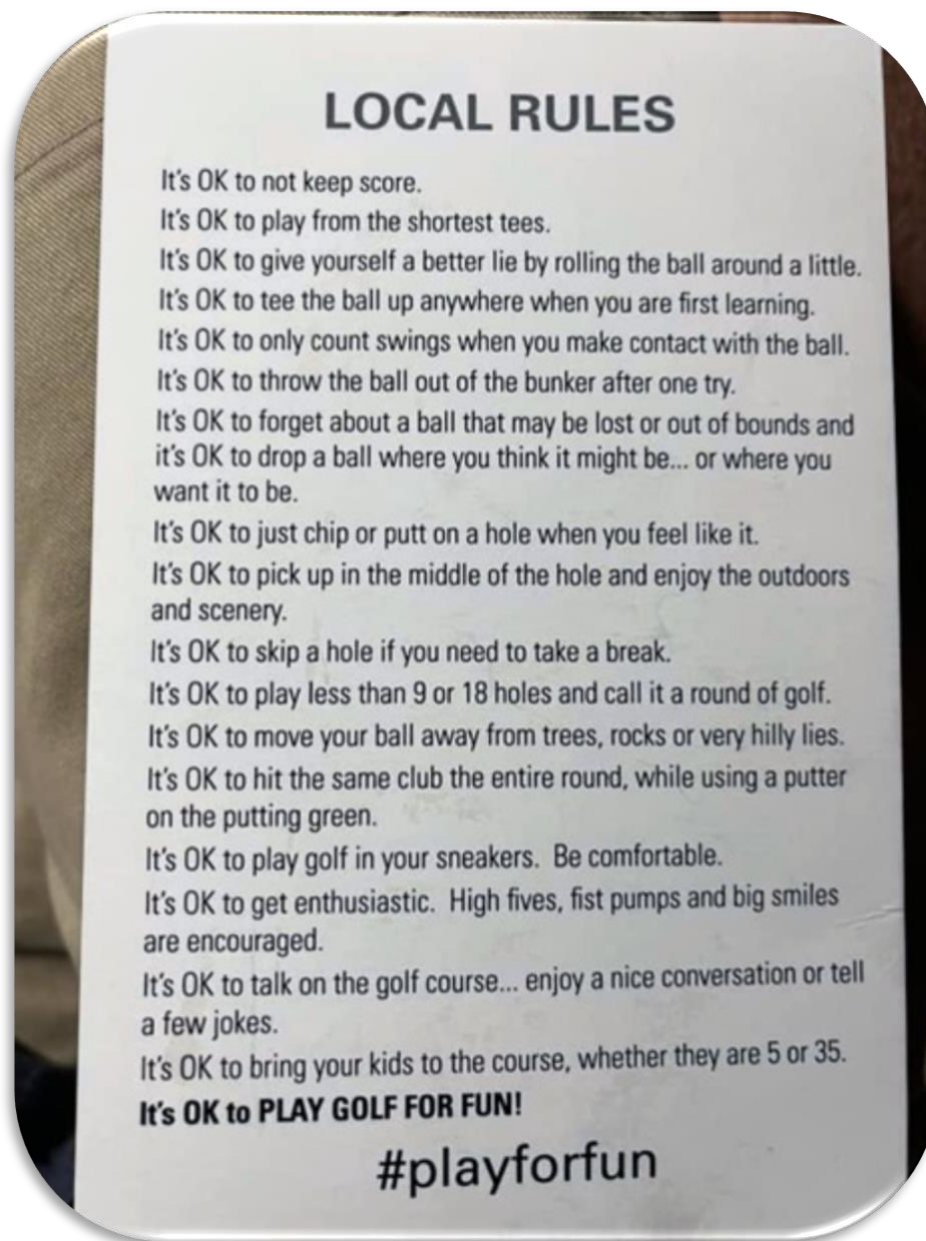 LOCAL RULES
It's OK to not keep score.
It's OK to play from the shortest tees.
It's OK to give yourself a better lie by rolling the ball around a little.
It's OK to tee the ball up anywhere when you are first learning.
It's OK to only count swings when you make contact with the ball.
It's OK to throw the ball out of the bunker after one try.
It's OK to forget about a ball that may be lost or out of bounds and
it's OK to drop a ball where you think it might be... or where you
want it to be.
It's OK to just chip or putt on a hole when you feel like it.
It's OK to pick up in the middle of the hole and enjoy the outdoors
and scenery.
It's OK to skip a hole if you need to take a break.
It's OK to play less than 9 or 18 holes and call it a round of golf.
It's OK to move your ball away from trees, rocks or very hilly lies.
It's OK to hit the same club the entire round, while using a putter
on the putting green.
It's OK to play golf in your sneakers.  Be comfortable.
It's OK to get enthusiastic.  High fives, fist pumps and big smiles
are encouraged.
It's OK to talk on the golf course... enjoy a nice conversation or tell
a few jokes.
It's OK to bring your kids to the course, whether they are 5 or 35.
It's OK to PLAY GOLF FOR FUN!
#playforfun